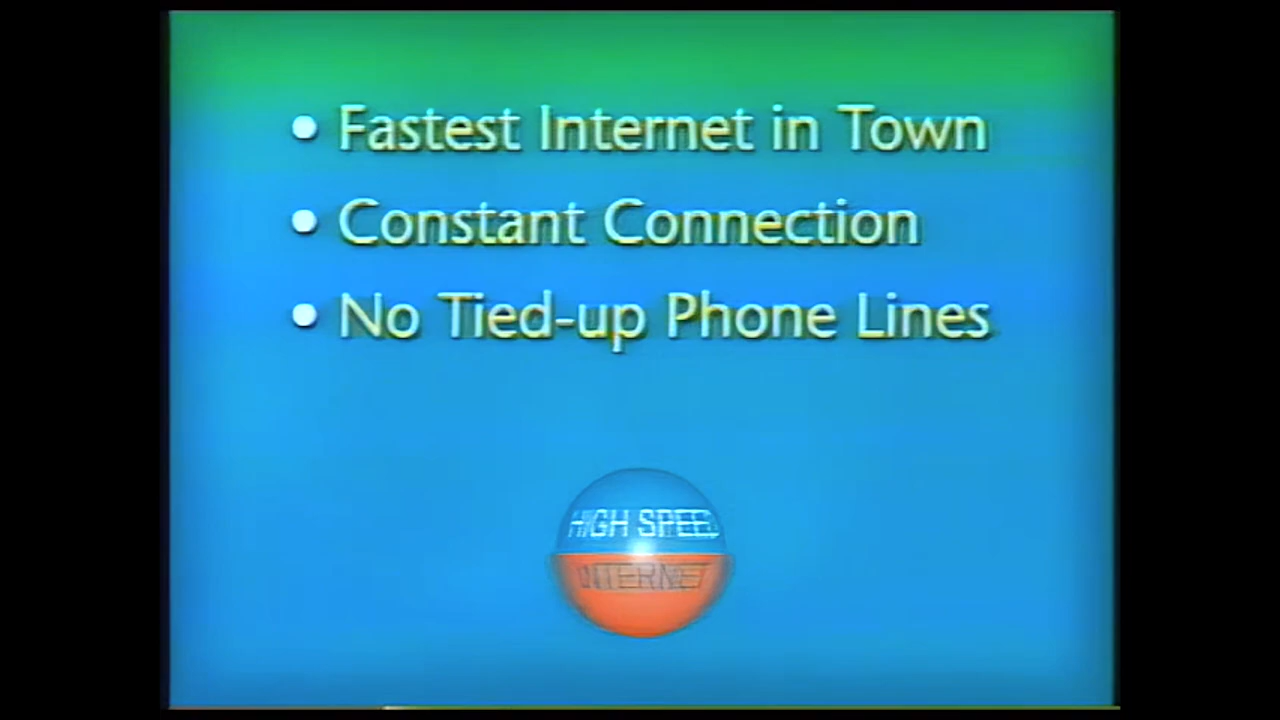 • Fastest Internet in Town
• Constant Connection
• No Tied-up Phone Lines
HIGH SPEED
INTERNET